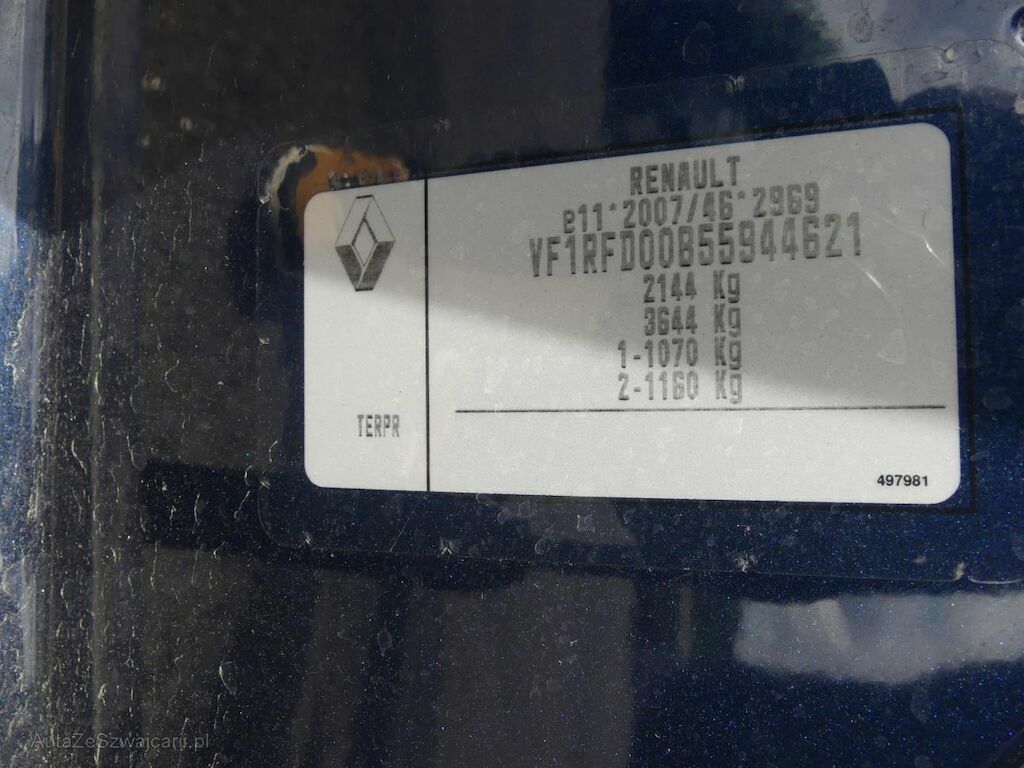 RENAULT
e11*2007/46*2969
VF1RFD00855944621
2144 Kg
3644 Kg
1-1070 Kg
2-1160 Kg
TERPR
497981
AutaZeSzwajcarii.pl